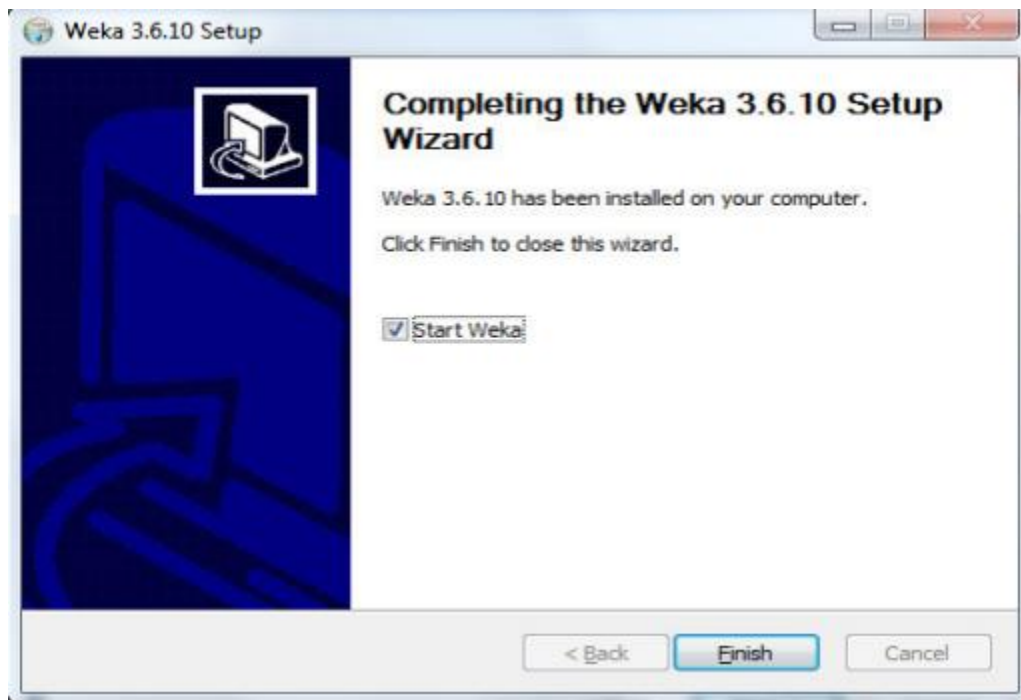 Weka 3.6.10 Setup
Completing the Weka 3.6.10 Setup
Wizard
Weka 3.6.10 has been installed on your computer.
Click Finish to close this wizard.
Start Weka
< Back
Finish
Cancel